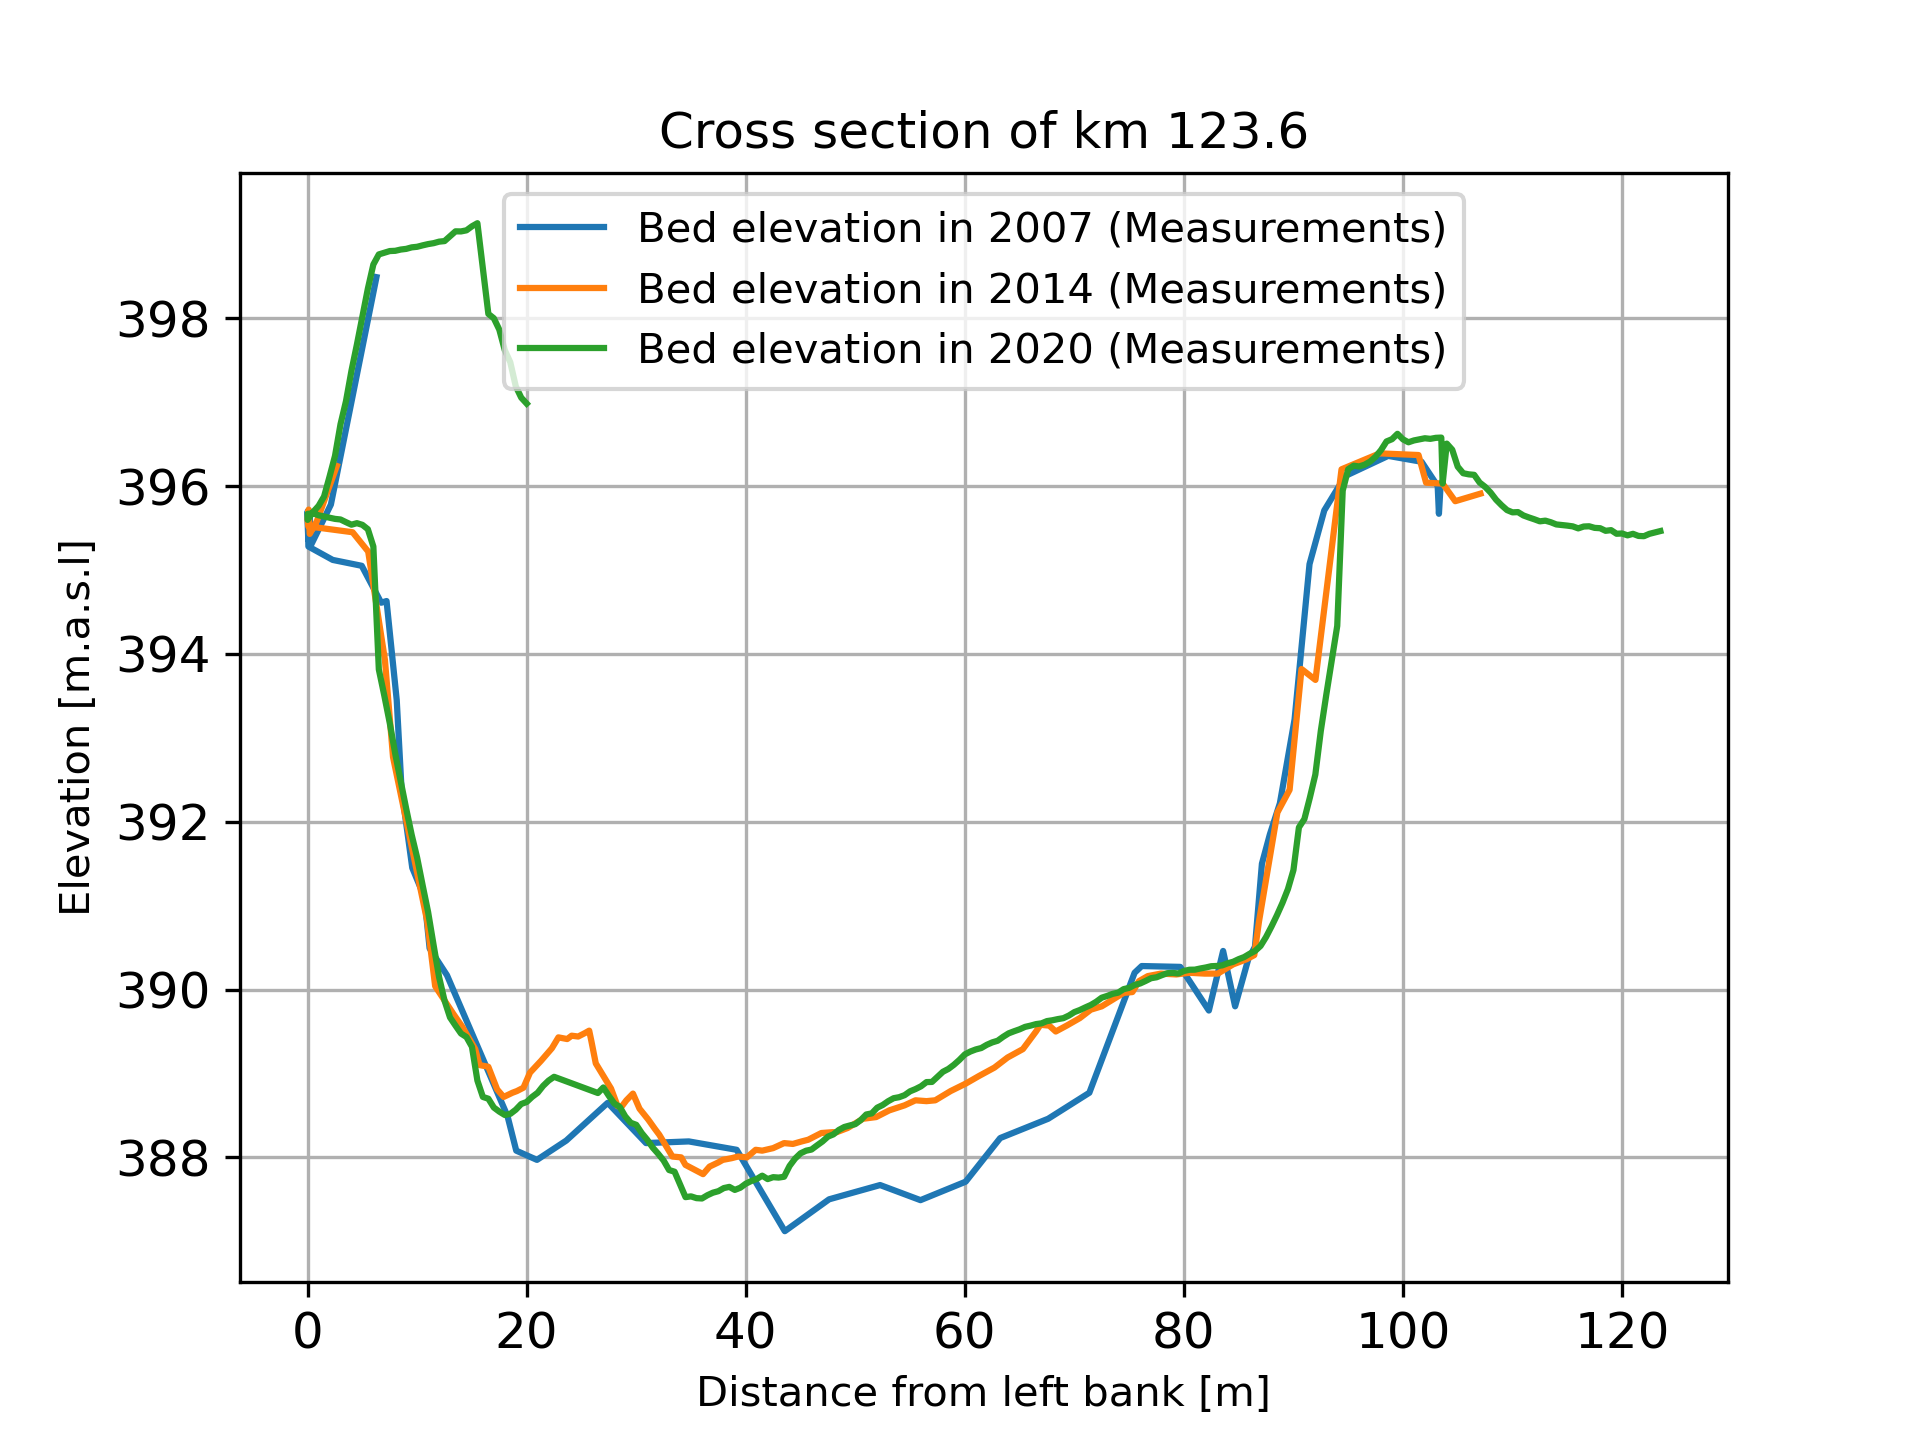 Cross section of km 123.6
Bed elevation in 2007 (Measurements)
Bed elevation in 2014 (Measurements)
Bed elevation in 2020 (Measurements)
Elevation [m.a.s.l]
398
396
394
392
390
388
0 20 40 60 80 100 120
Distance from left bank [m]